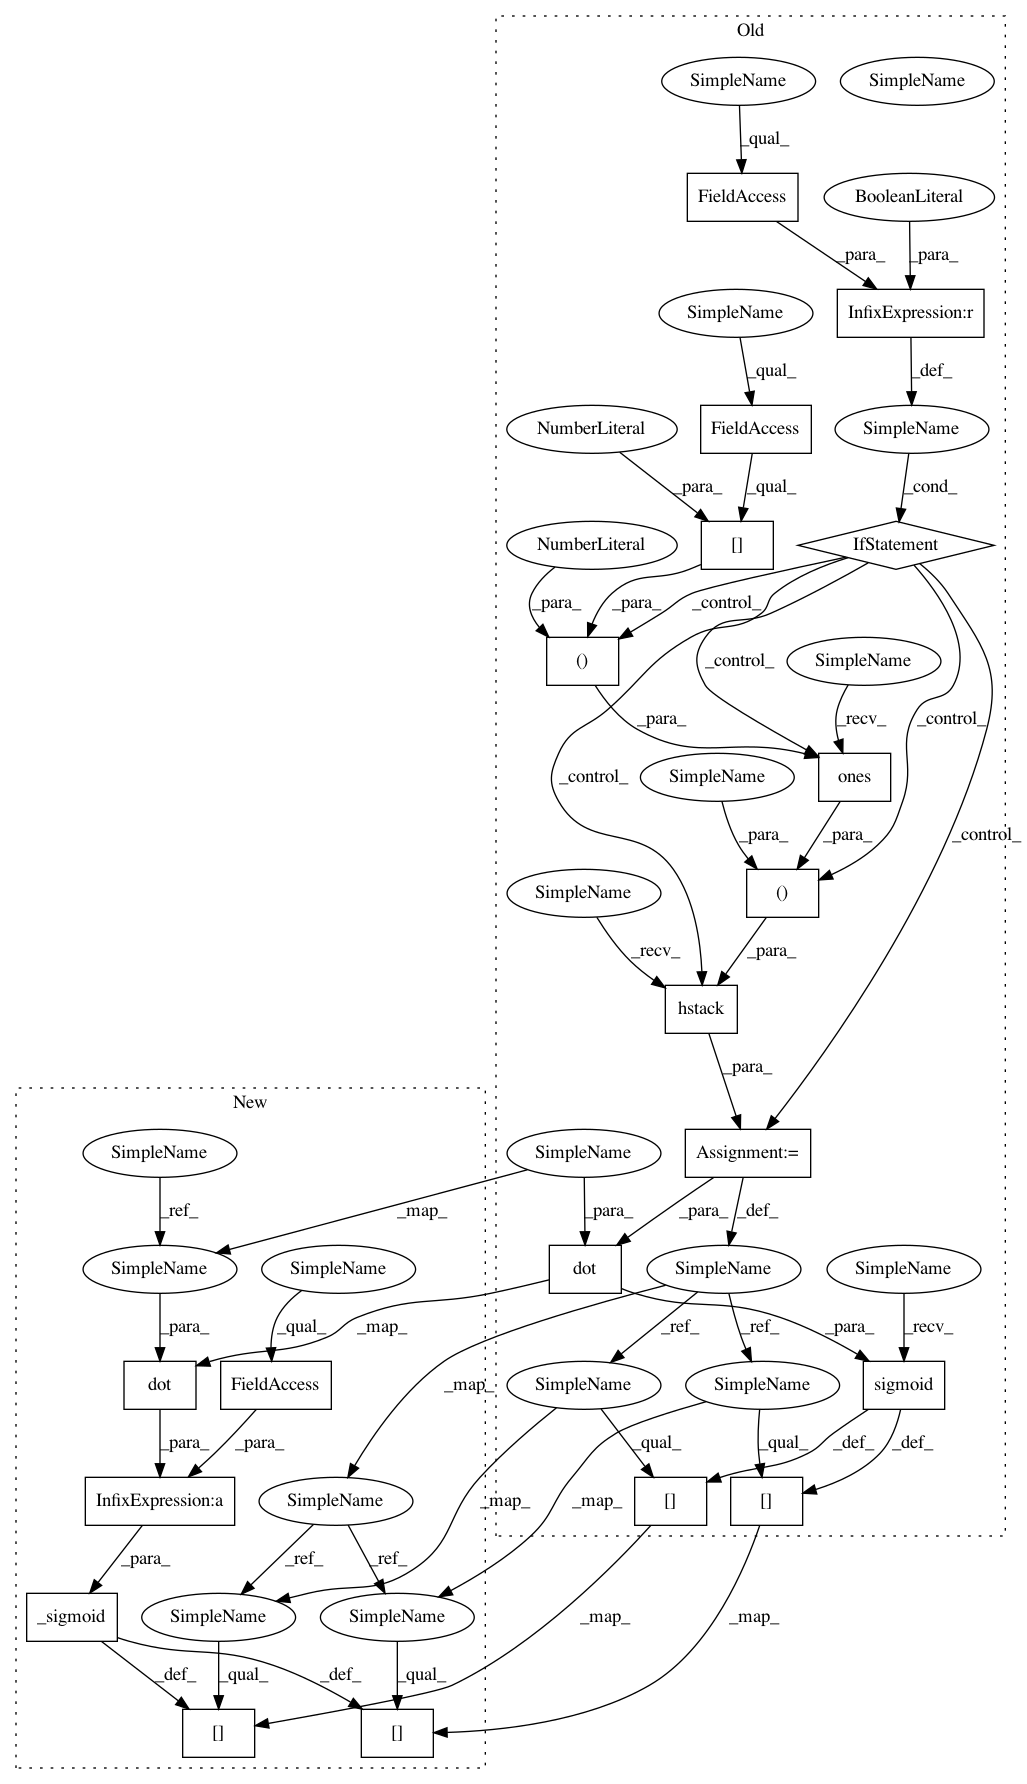 Old
SimpleName
SimpleName
_qual_
FieldAccess
BooleanLiteral
_para_
_para_
SimpleName
InfixExpression:r
_qual_
_def_
NumberLiteral
FieldAccess
SimpleName
_para_
_qual_
_cond_
NumberLiteral
[]
IfStatement
_para_
_para_
_control_
()
_control_
SimpleName
_para_
_recv_
_control_
_control_
SimpleName
ones
_para_
_para_
_control_
SimpleName
()
_recv_
_para_
hstack
_para_
New
SimpleName
SimpleName
Assignment:=
_ref_
_map_
_para_
_para_
_def_
SimpleName
SimpleName
dot
SimpleName
SimpleName
_para_
_qual_
_map_
_ref_
_ref_
_para_
_recv_
dot
FieldAccess
_map_
SimpleName
SimpleName
sigmoid
_para_
_para_
_qual_
_qual_
_def_
_def_
InfixExpression:a
SimpleName
_map_
_map_
[]
[]
_para_
_ref_
_ref_
_sigmoid
SimpleName
SimpleName
_map_
_map_
_def_
_qual_
_def_
_qual_
[]
[]